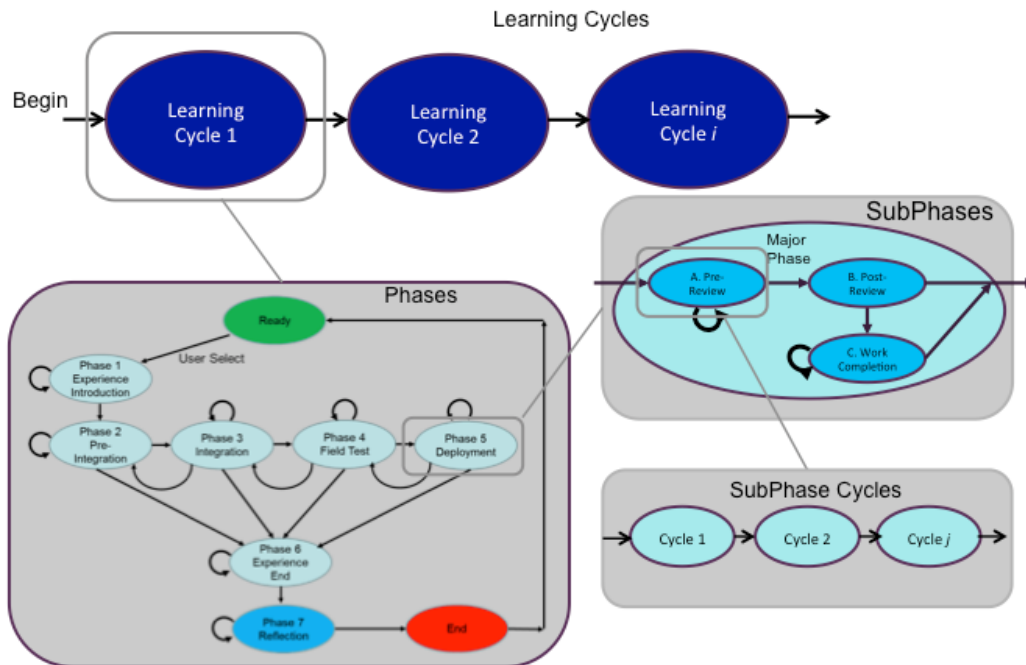 Learning Cycles
Begin
Learning
Cycle 1
Learning
Cycle 2
Learning
Cycle i
SubPhases
Major
Phase
A. Pre-
Review
B. Post-
Review
C. Work
Completion
Phases
Ready
User Select
Phase 1
Experience
Introduction
Phase 2
Pre-
Integration
Phase 3
Integration
Phase 4
Field Test
Phase 5
Deployment
Phase 6
Experience
End
Phase 7
Reflection
End
SubPhase Cycles
Cycle 1
Cycle 2
Cycle j